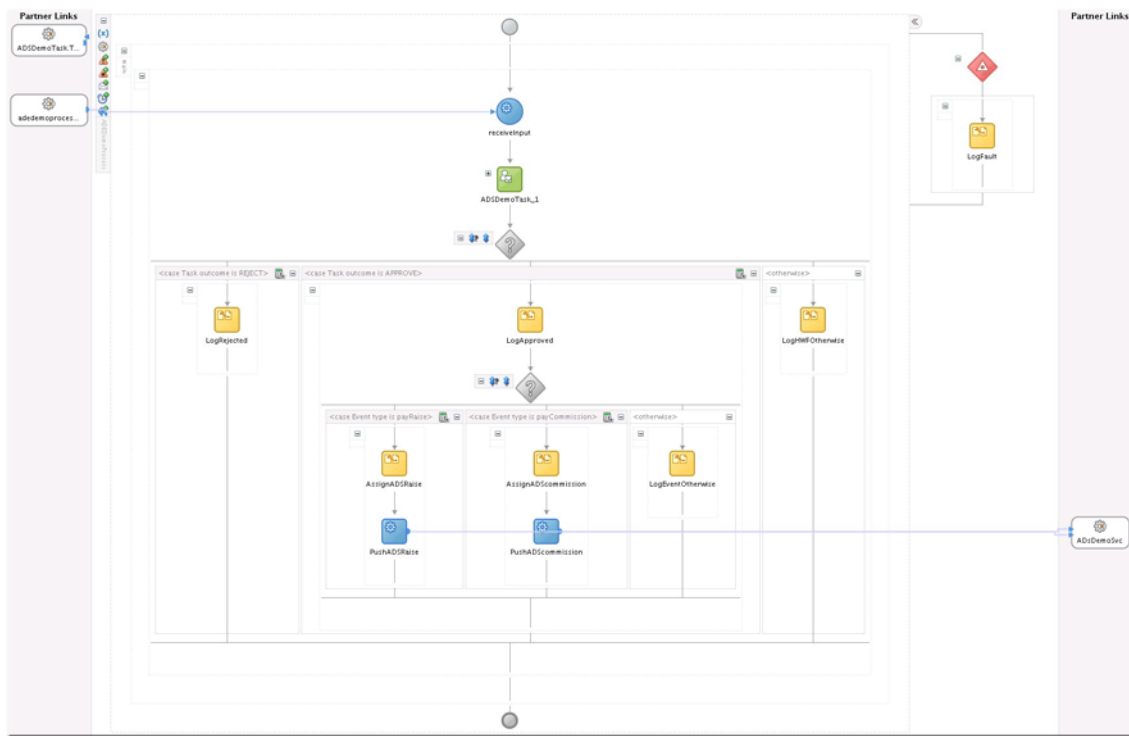 Partner Links
Partner Links
ADSDemoTask.T...
(x)
adedemoproces...
receiveInput
LogFault
ADSDemoTask_1
<case Task outcome is REJECT>
<case Task outcome is APPROVE>
<otherwise>
LogRejected
LogApproved
LogHWFOtherwise
<case Event type is payRaise>
<case Event type is payCommission>
<otherwise>
AssignADSRaise
AssignADScommission
LogEventOtherwise
PushADSRaise
PushADScommission
ADsDemoSvc